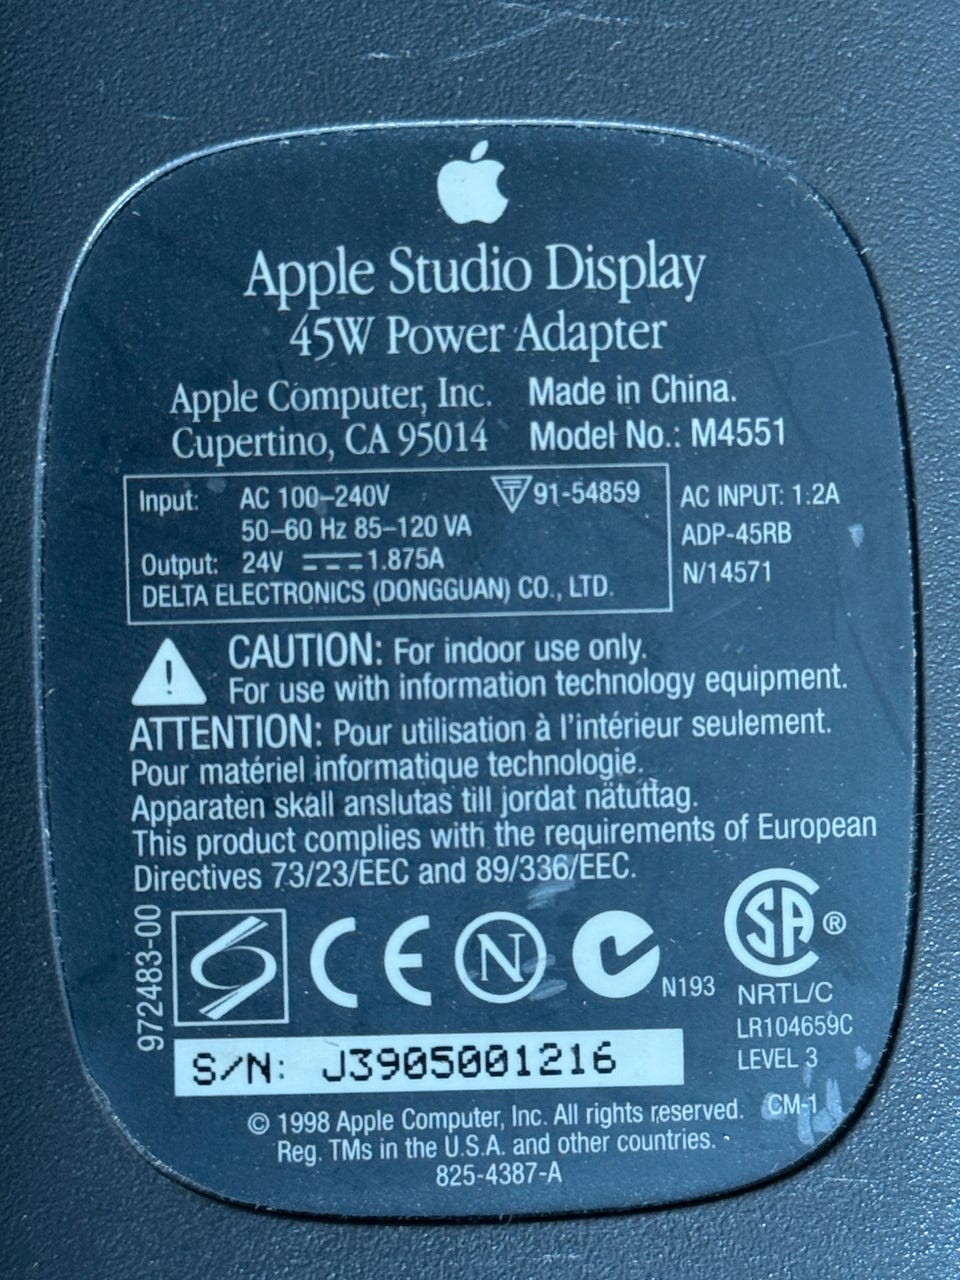 Apple Studio Display
45W Power Adapter
Apple Computer, Inc. Made in China.
Cupertino, CA 95014 Model No.: M4551
Input: AC 100–240V T 91-54859
50–60 Hz 85–120 VA
Output: 24V 1.875A
DELTA ELECTRONICS (DONGGUAN) CO., LTD.
AC INPUT: 1.2A
ADP-45RB
N/14571
CAUTION: For indoor use only.
For use with information technology equipment.
ATTENTION: Pour utilisation à l'intérieur seulement.
Pour matériel informatique technologie.
Apparaten skall anslutas till jordat nätuttag.
This product complies with the requirements of European
Directives 73/23/EEC and 89/336/EEC.
972483-00
CE N N193
SA ®
NRTL/C
LR104659C
LEVEL 3
S/N: J3905001216
© 1998 Apple Computer, Inc. All rights reserved. CM-1
Reg. TMs in the U.S.A. and other countries.
825-4387-A